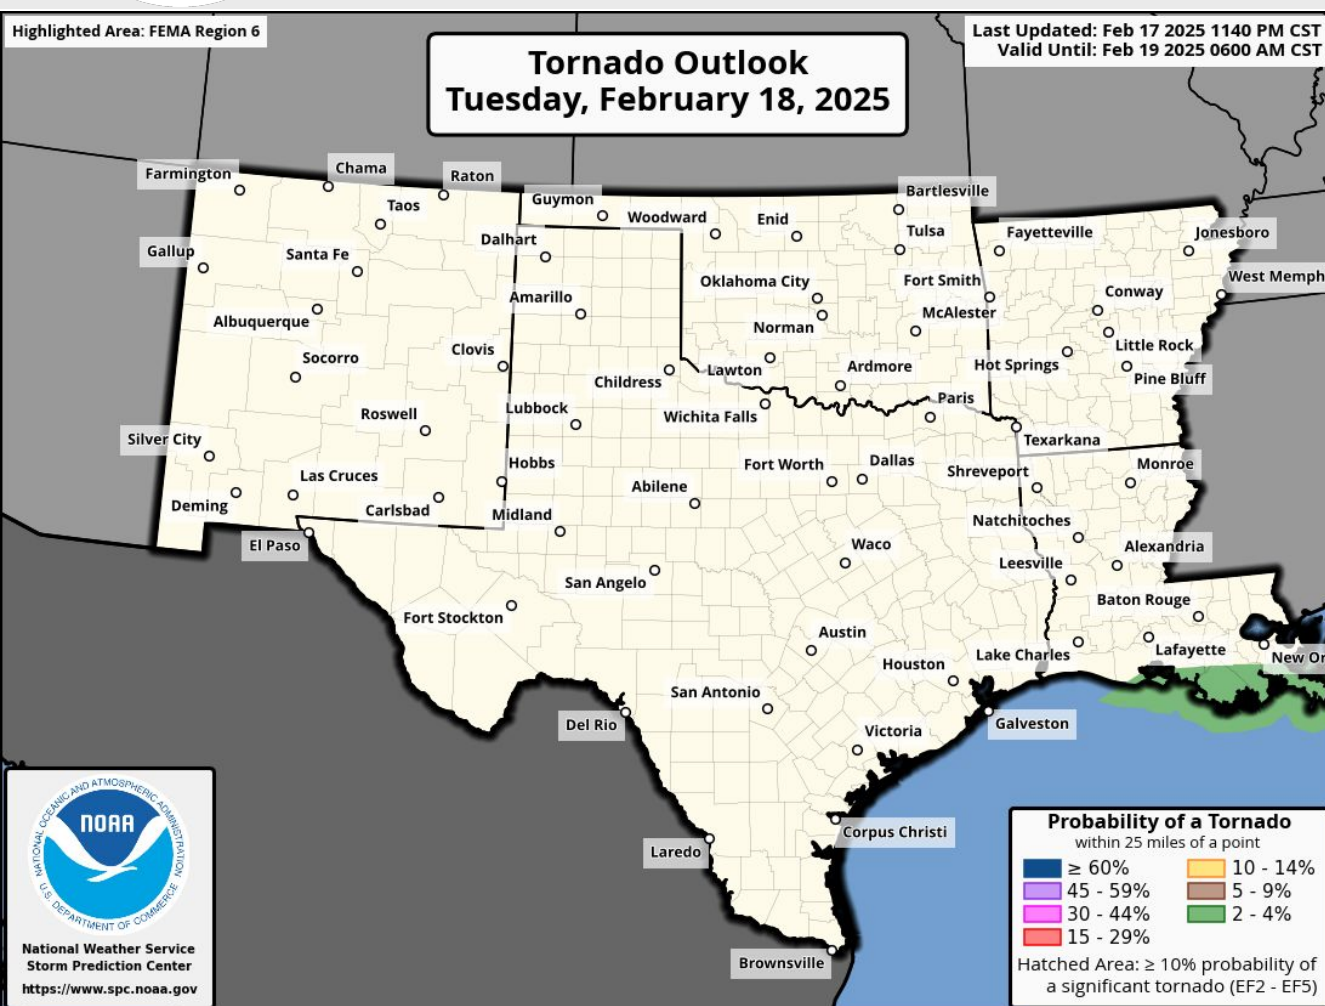 Highlighted Area: FEMA Region 6
Last Updated: Feb 17 2025 1140 PM CST
Valid Until: Feb 19 2025 0600 AM CST
Tornado Outlook
Tuesday, February 18, 2025
Farmington
Chama
Raton
Taos
Guymon
Woodward
Enid
Bartlesville
Tulsa
Fayetteville
Jonesboro
Gallup
Santa Fe
Dalhart
Oklahoma City
Fort Smith
Conway
West Memph
Albuquerque
Amarillo
Norman
McAlester
Little Rock
Socorro
Clovis
Childress
Lawton
Ardmore
Hot Springs
Pine Bluff
Roswell
Lubbock
Wichita Falls
Paris
Texarkana
Silver City
Las Cruces
Hobbs
Fort Worth
Dallas
Shreveport
Monroe
Deming
Carlsbad
Midland
Abilene
Natchitoches
El Paso
San Angelo
Waco
Leesville
Alexandria
Fort Stockton
Austin
Baton Rouge
Houston
Lake Charles
Lafayette
New Or
San Antonio
Del Rio
Victoria
Galveston
Corpus Christi
Laredo
Brownsville
NATIONAL OCEANIC AND ATMOSPHERIC ADMINISTRATION
NOAA
U.S. DEPARTMENT OF COMMERCE
National Weather Service
Storm Prediction Center
https://www.spc.noaa.gov
Probability of a Tornado
within 25 miles of a point
≥ 60%
10 - 14%
45 - 59%
5 - 9%
30 - 44%
2 - 4%
15 - 29%
Hatched Area: ≥ 10% probability of
a significant tornado (EF2 - EF5)